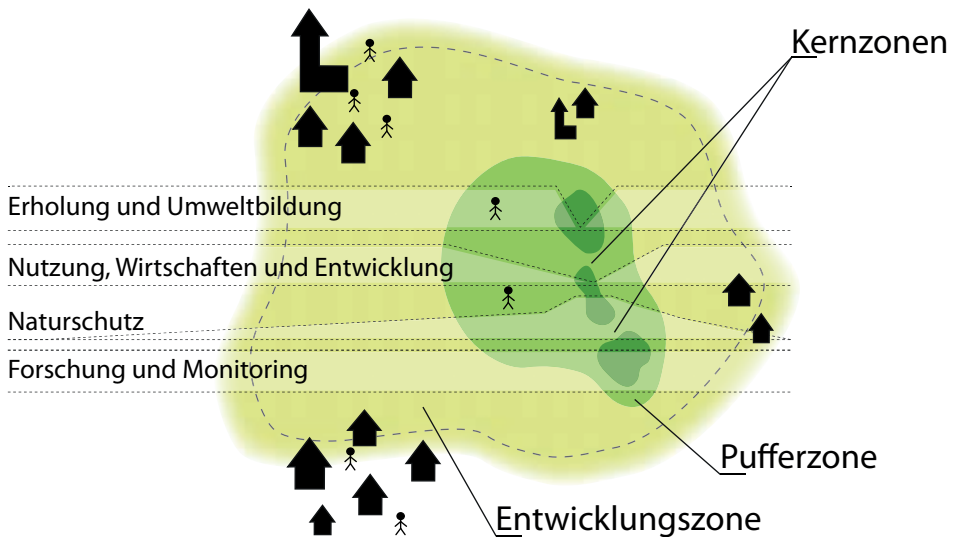 Kernzonen
Erholung und Umweltbildung
Nutzung, Wirtschaften und Entwicklung
Naturschutz
Forschung und Monitoring
Pufferzone
Entwicklungszone